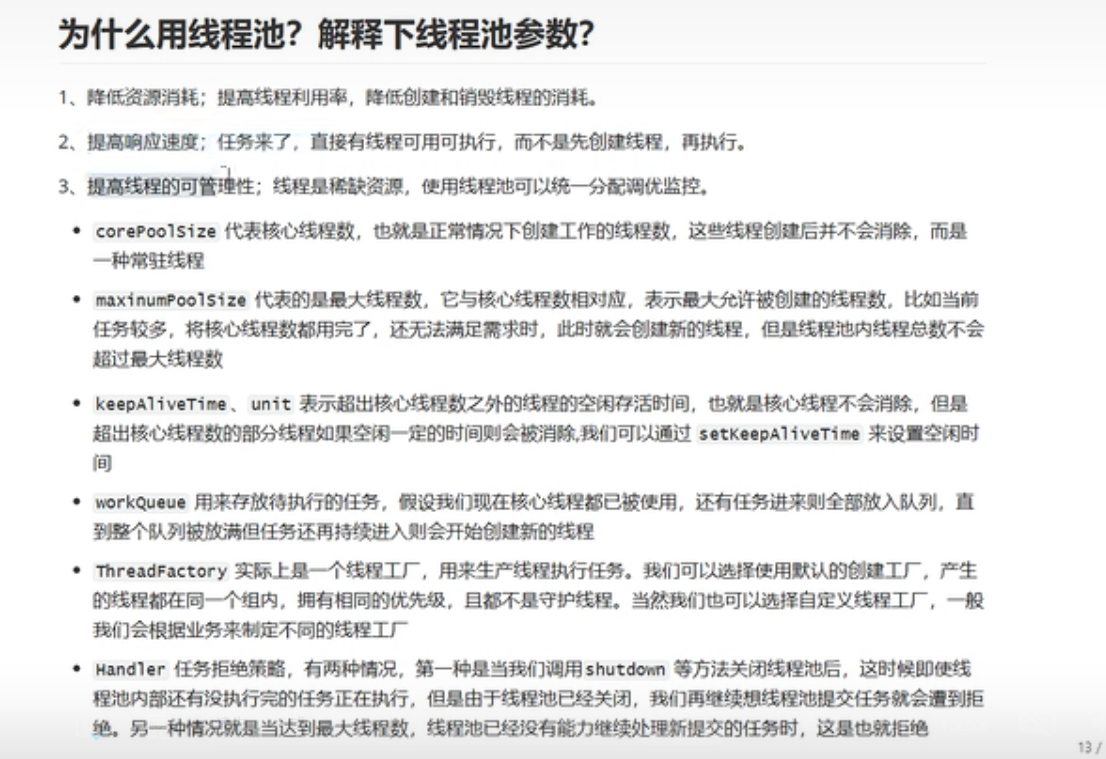 为什么用线程池？解释下线程池参数？
1、降低资源消耗；提高线程利用率，降低创建和销毁线程的消耗。
2、提高响应速度；任务来了，直接有线程可用可执行，而不是先创建线程，再执行。
3、提高线程的可管理性；线程是稀缺资源，使用线程池可以统一分配调优监控。
• corePoolSize 代表核心线程数，也就是正常情况下创建工作的线程数，这些线程创建后并不会消除，而是
一种常驻线程
• maxinumPoolSize 代表的是最大线程数，它与核心线程数相对应，表示最大允许被创建的线程数，比如当前
任务较多，将核心线程数都用完了，还无法满足需求时，此时就会创建新的线程，但是线程池内线程总数不会
超过最大线程数
• keepAliveTime、unit 表示超出核心线程数之外的线程的空闲存活时间，也就是核心线程不会消除，但是
超出核心线程数的部分线程如果空闲一定的时间则会被消除,我们可以通过 setKeepAliveTime 来设置空闲时
间
• workQueue 用来存放待执行的任务，假设我们现在核心线程都已被使用，还有任务进来则全部放入队列，直
到整个队列被放满但任务还再持续进入则会开始创建新的线程
• ThreadFactory 实际上是一个线程工厂，用来生产线程执行任务。我们可以选择使用默认的创建工厂，产生
的线程都在同一个组内，拥有相同的优先级，且都不是守护线程。当然我们也可以选择自定义线程工厂，一般
我们会根据业务来制定不同的线程工厂
• Handler 任务拒绝策略，有两种情况，第一种是当我们调用shutdown 等方法关闭线程池后，这时候即使线
程池内部还有没执行完的任务正在执行，但是由于线程池已经关闭，我们再继续想线程池提交任务就会遭到拒
绝。另一种情况就是当达到最大线程数，线程池已经没有能力继续处理新提交的任务时，这是也就拒绝
13 /